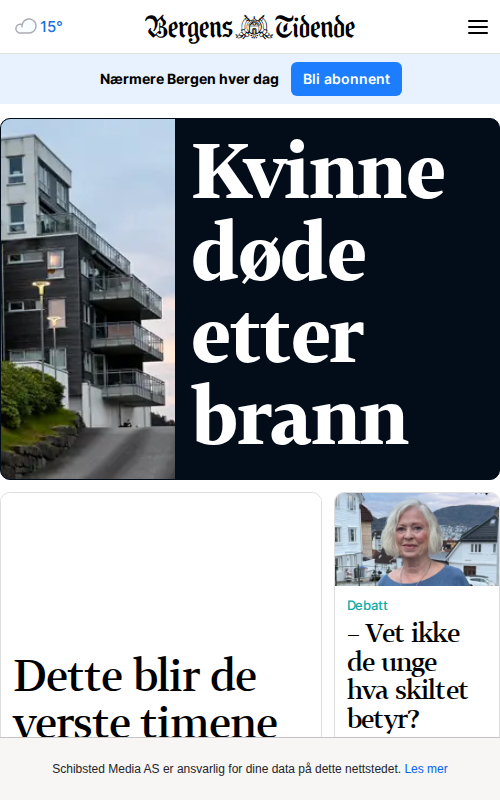 15°
Bergens Tidende
Nærmere Bergen hver dag
Bli abonnent
Kvinne
døde
etter
brann
Dette blir de
verste timene
Debatt
– Vet ikke
de unge
hva skiltet
betyr?
Schibsted Media AS er ansvarlig for dine data på dette nettstedet. Les mer